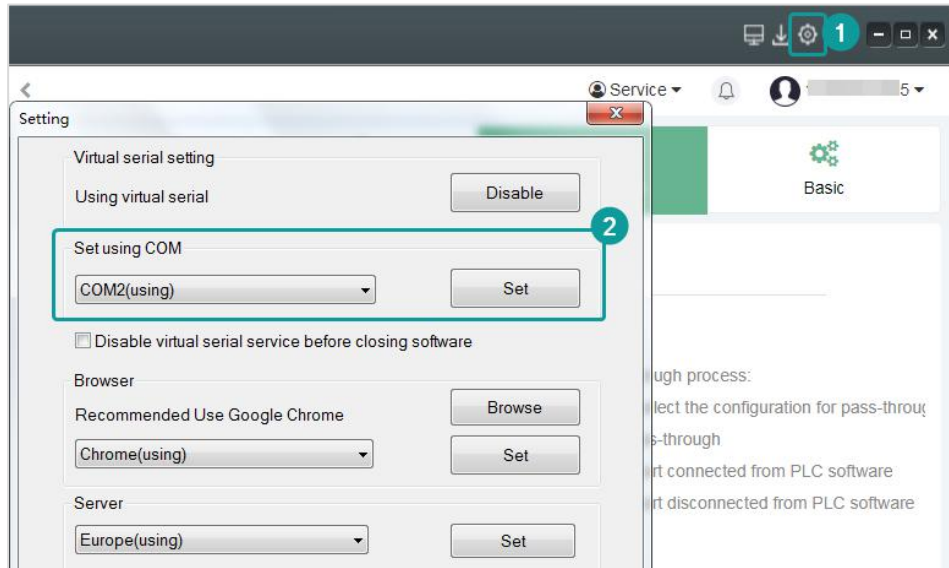 1
Service
5
Setting
Virtual serial setting
Using virtual serial
Disable
Basic
2
Set using COM
COM2(using)
Set
Disable virtual serial service before closing software
Browser
Recommended Use Google Chrome
Browse
Chrome(using)
Set
Server
Europe(using)
Set
ugh process:
lect the configuration for pass-throug
s-through
rt connected from PLC software
rt disconnected from PLC software